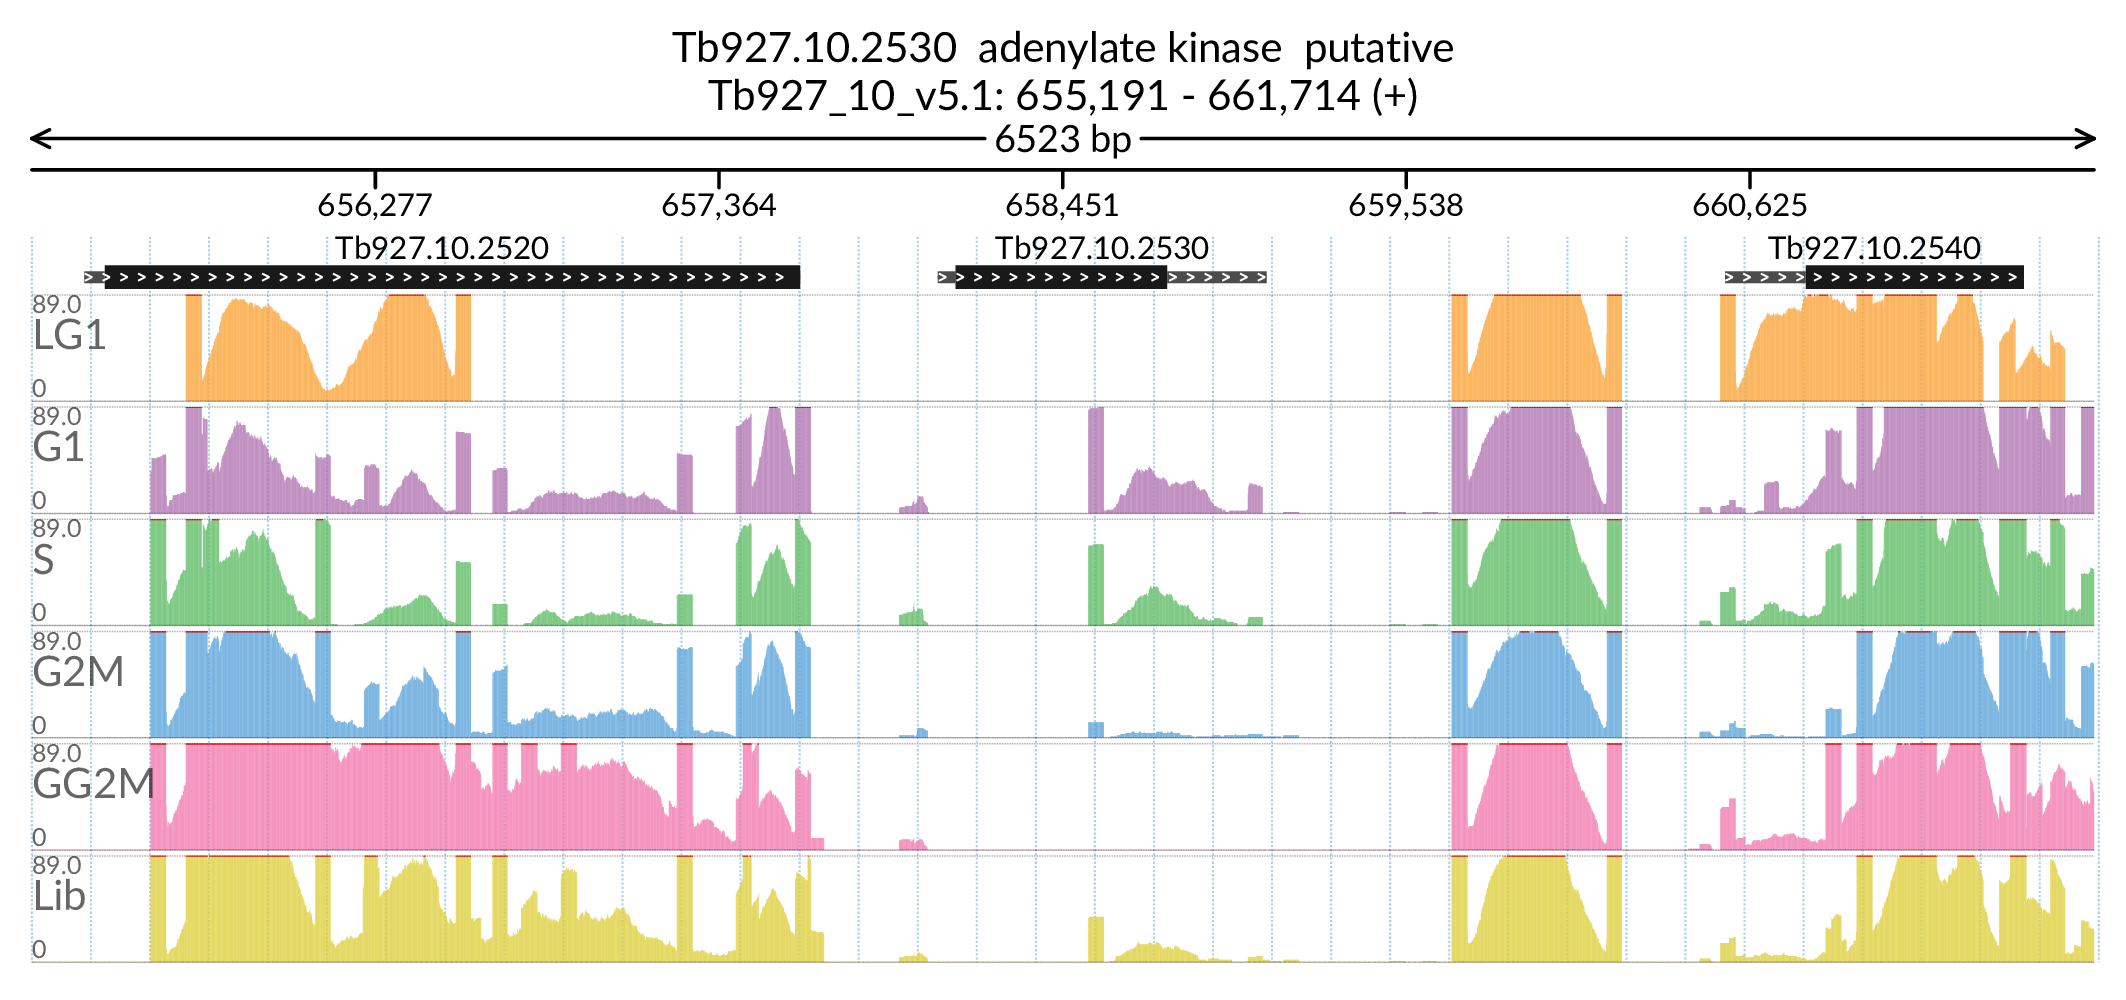 Tb927.10.2530 adenylate kinase putative
Tb927_10_v5.1: 655,191 - 661,714 (+)
6523 bp
656,277 657,364 658,451 659,538 660,625
Tb927.10.2520 Tb927.10.2530 Tb927.10.2540
89.0
LG1
0
89.0
G1
0
89.0
S
0
89.0
G2M
0
89.0
GG2M
0
89.0
Lib
0